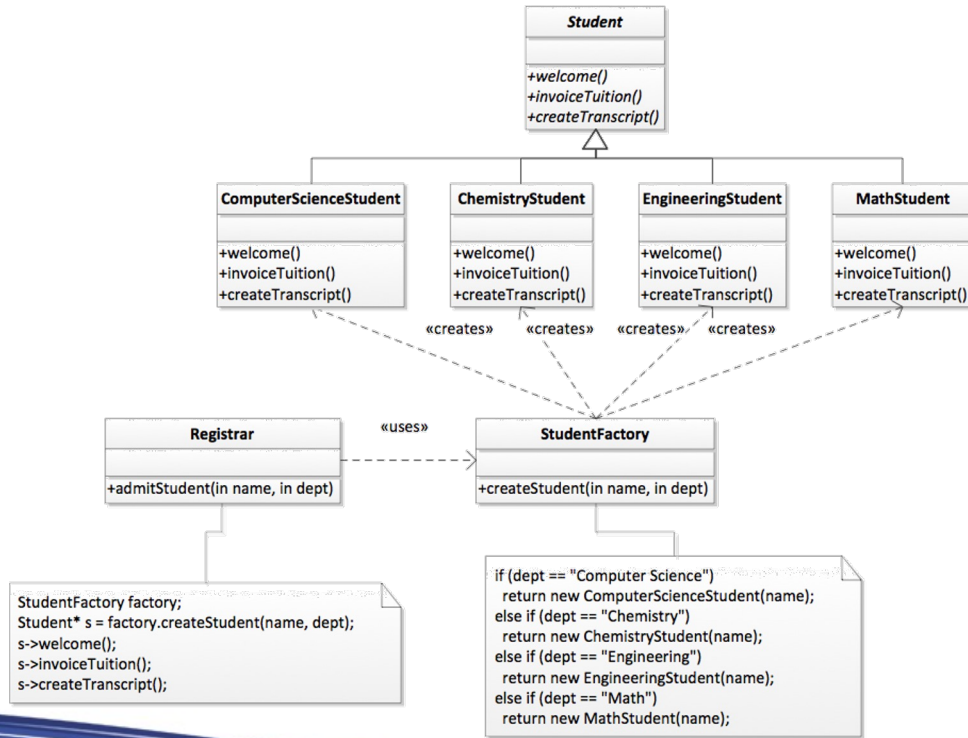 Student
+welcome()
+invoiceTuition()
+createTranscript()
ComputerScienceStudent
+welcome()
+invoiceTuition()
+createTranscript()
ChemistryStudent
+welcome()
+invoiceTuition()
+createTranscript()
EngineeringStudent
+welcome()
+invoiceTuition()
+createTranscript()
MathStudent
+welcome()
+invoiceTuition()
+createTranscript()
«creates»
«creates»
«creates»
«creates»
Registrar
+admitStudent(in name, in dept)
«uses»
StudentFactory
+createStudent(in name, in dept)
StudentFactory factory;
Student* s = factory.createStudent(name, dept);
s->welcome();
s->invoiceTuition();
s->createTranscript();
if (dept == "Computer Science")
return new ComputerScienceStudent(name);
else if (dept == "Chemistry")
return new ChemistryStudent(name);
else if (dept == "Engineering")
return new EngineeringStudent(name);
else if (dept == "Math")
return new MathStudent(name);